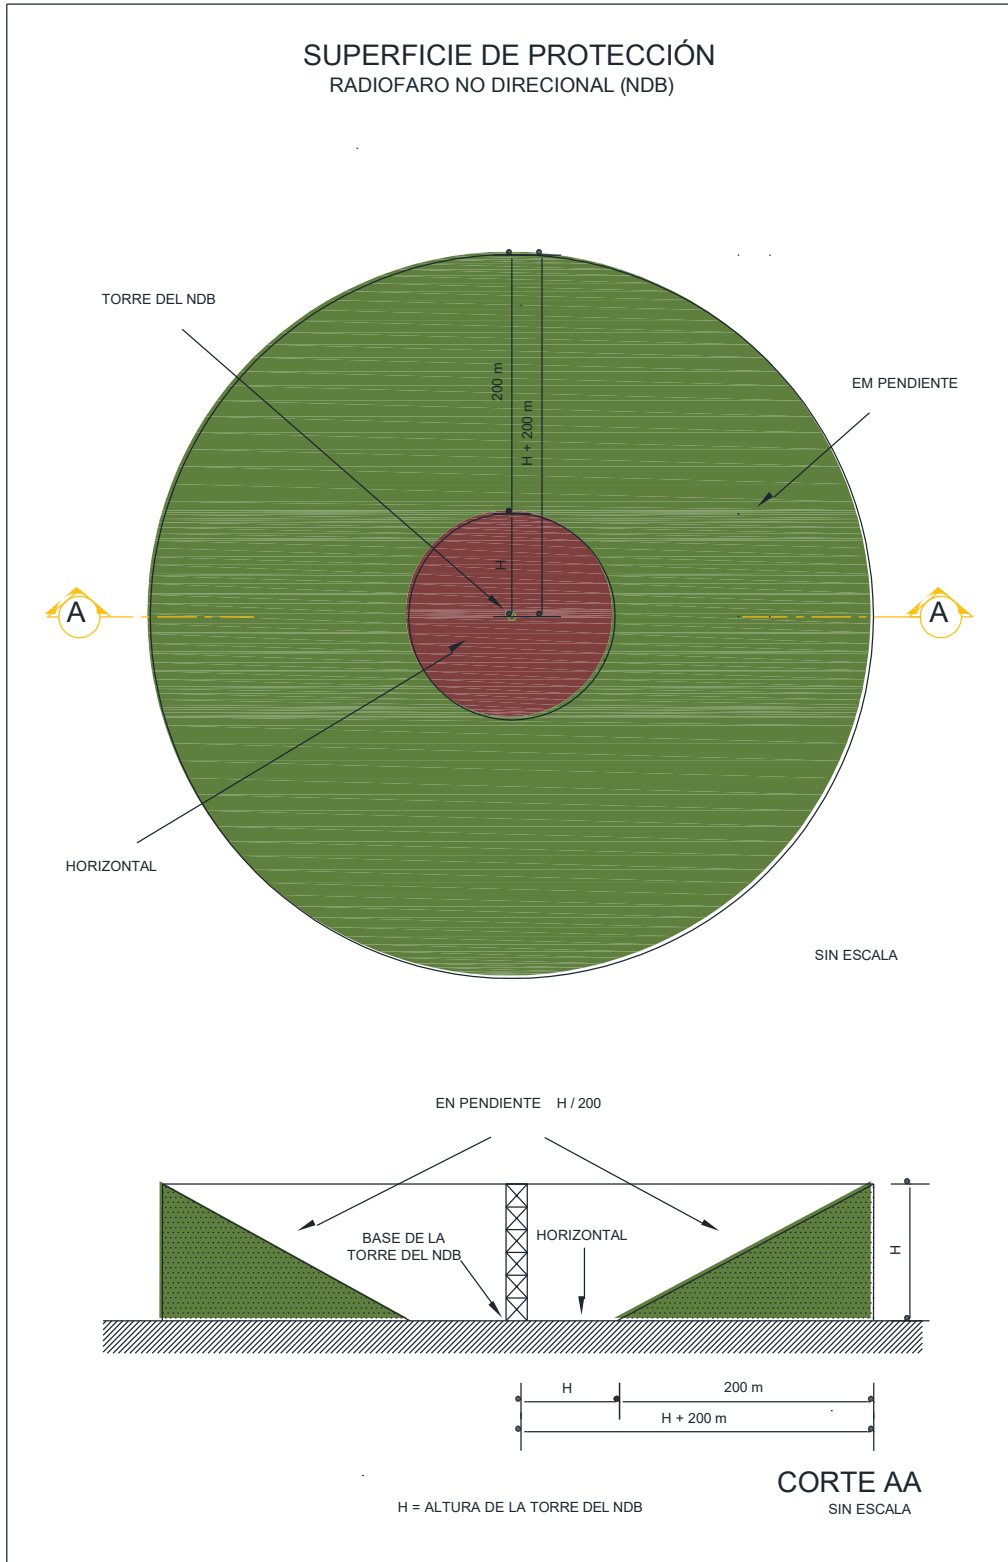 SUPERFICIE DE PROTECCIÓN
RADIOFARO NO DIRECIONAL (NDB)
TORRE DEL NDB
200 m
H + 200 m
EM PENDIENTE
H
A
A
HORIZONTAL
SIN ESCALA
EN PENDIENTE H / 200
BASE DE LA
TORRE DEL NDB
HORIZONTAL
H
H
200 m
H + 200 m
CORTE AA
SIN ESCALA
H = ALTURA DE LA TORRE DEL NDB